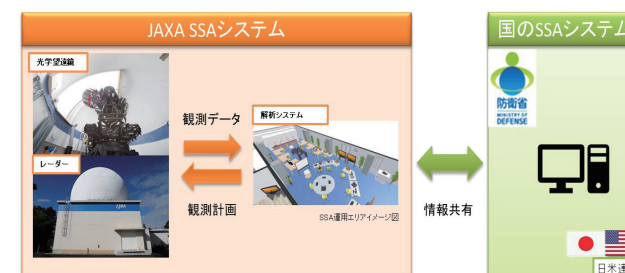 JAXA SSAシステム
国のSSAシステム
光学望遠鏡
レーダー
観測データ
観測計画
解析システム
SSA運用エリアイメージ図
情報共有
防衛省
MINISTRY OF
DEFENSE
日米連